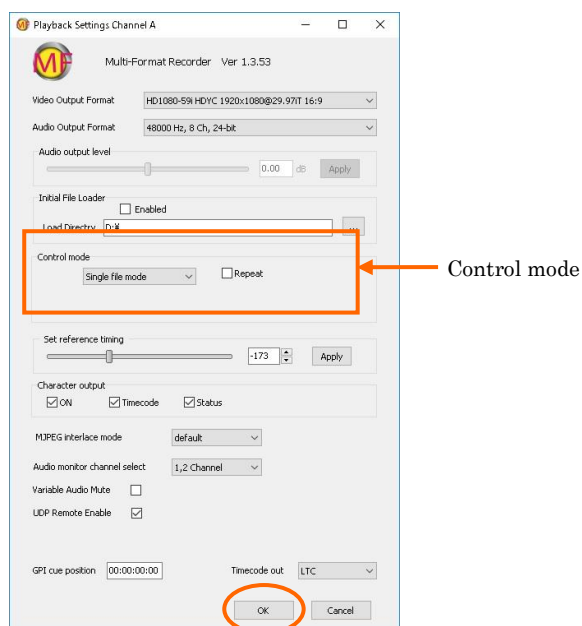 Playback Settings Channel A
MF
Multi-Format Recorder Ver 1.3.53
Video Output Format HD1080-59i HDYC 1920x1080@29.97iT 16:9
Audio Output Format 48000 Hz, 8 Ch, 24-bit
Audio output level
0.00 dB Apply
Initial File Loader
Enabled
Load Directry D:¥ ...
Control mode
Single file mode Repeat
Control mode
Set reference timing
-173 Apply
Character output
ON Timecode Status
MJPEG interlace mode default
Audio monitor channel select 1,2 Channel
Variable Audio Mute
UDP Remote Enable
GPI cue position 00:00:00:00 Timecode out LTC
OK Cancel